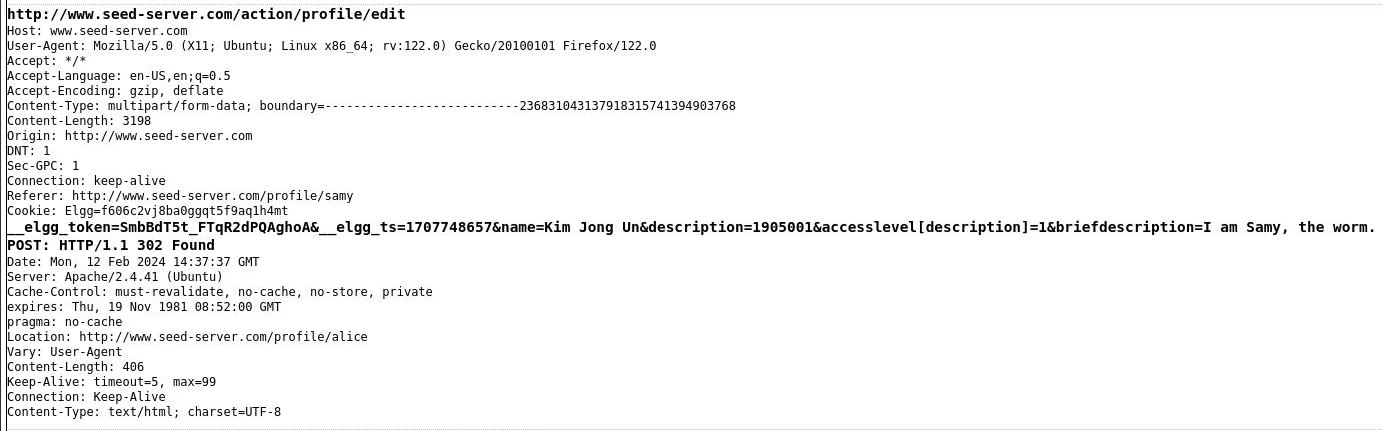 http://www.seed-server.com/action/profile/edit
Host: www.seed-server.com
User-Agent: Mozilla/5.0 (X11; Ubuntu; Linux x86_64; rv:122.0) Gecko/20100101 Firefox/122.0
Accept: */*
Accept-Language: en-US,en;q=0.5
Accept-Encoding: gzip, deflate
Content-Type: multipart/form-data; boundary=---------------------------236831043137918315741394903768
Content-Length: 3198
Origin: http://www.seed-server.com
DNT: 1
Sec-GPC: 1
Connection: keep-alive
Referer: http://www.seed-server.com/profile/samy
Cookie: Elgg=f606c2vj8ba0ggqt5f9aq1h4mt
__elgg_token=SmbBdT5t_FTqR2dPQAghoA&__elgg_ts=1707748657&name=Kim Jong Un&description=1905001&accesslevel[description]=1&briefdescription=I am Samy, the worm.
POST: HTTP/1.1 302 Found
Date: Mon, 12 Feb 2024 14:37:37 GMT
Server: Apache/2.4.41 (Ubuntu)
Cache-Control: must-revalidate, no-cache, no-store, private
expires: Thu, 19 Nov 1981 08:52:00 GMT
pragma: no-cache
Location: http://www.seed-server.com/profile/alice
Vary: User-Agent
Content-Length: 406
Keep-Alive: timeout=5, max=99
Connection: Keep-Alive
Content-Type: text/html; charset=UTF-8